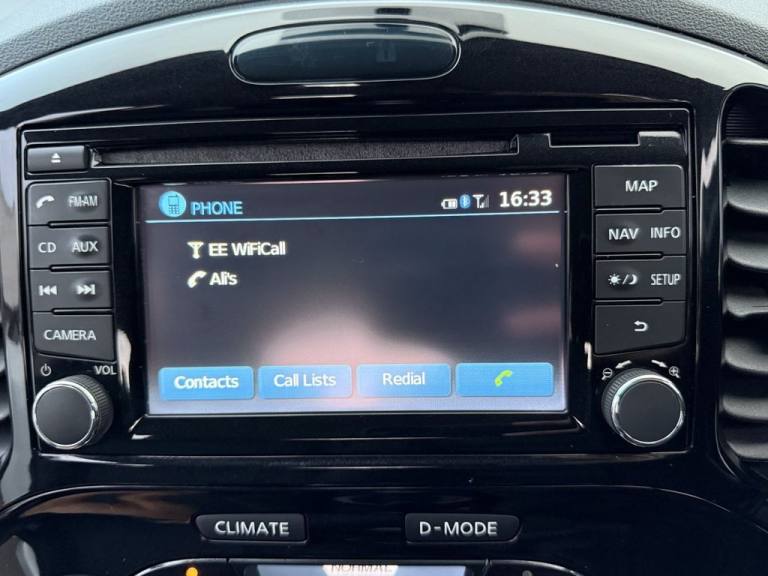 PHONE 16:33
EE WiFiCall
Ali's
Contacts Call Lists Redial
FM-AM
CD AUX
CAMERA
VOL
MAP
NAV INFO
SETUP
CLIMATE D-MODE
NORMAL